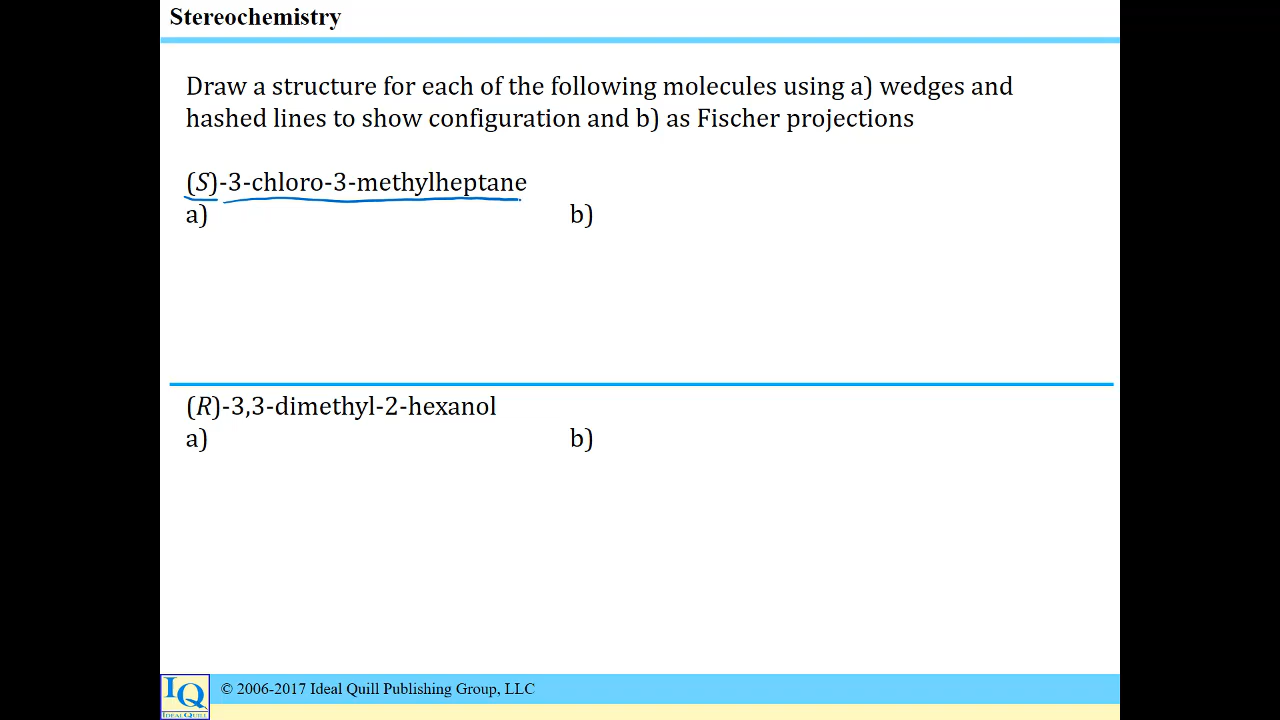 Stereochemistry
Draw a structure for each of the following molecules using a) wedges and
hashed lines to show configuration and b) as Fischer projections
(S)-3-chloro-3-methylheptane
a) b)
(R)-3,3-dimethyl-2-hexanol
a) b)
IQ
IDEAL QUILL
© 2006-2017 Ideal Quill Publishing Group, LLC